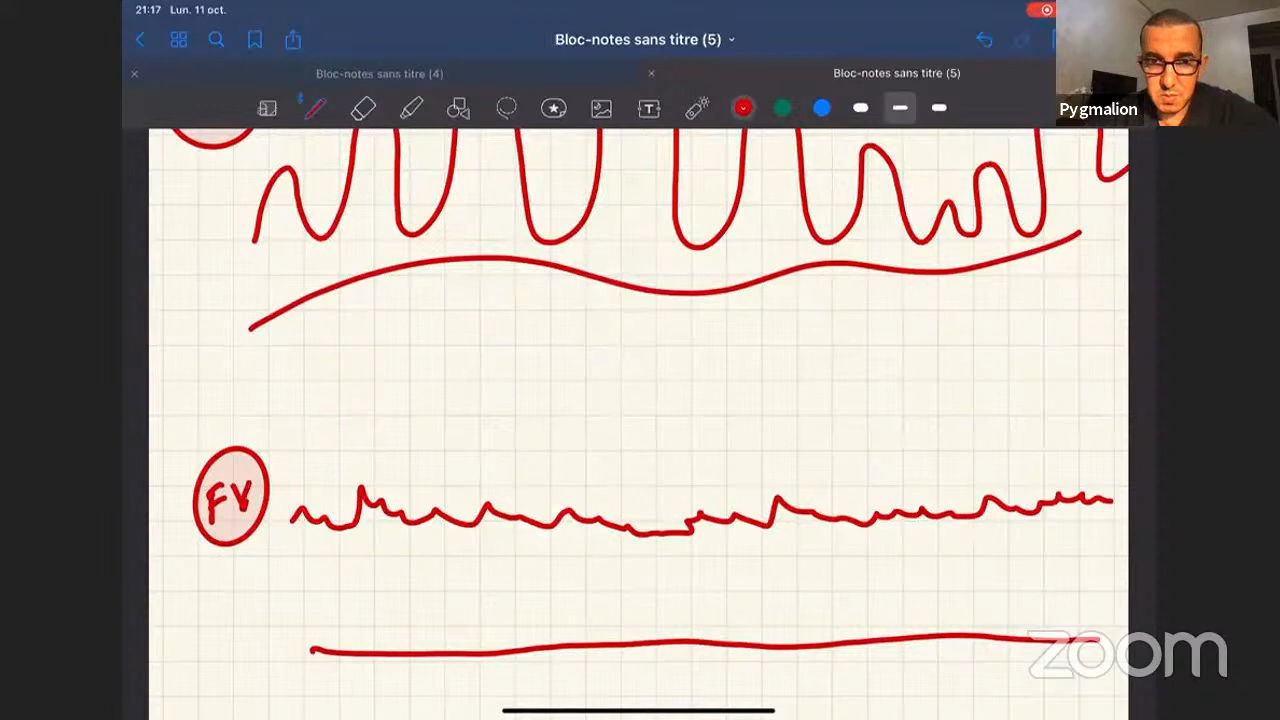 21:17 Lun. 11 oct.
Bloc-notes sans titre (5)
Bloc-notes sans titre (4) Bloc-notes sans titre (5)
Pygmalion
FV
zoom